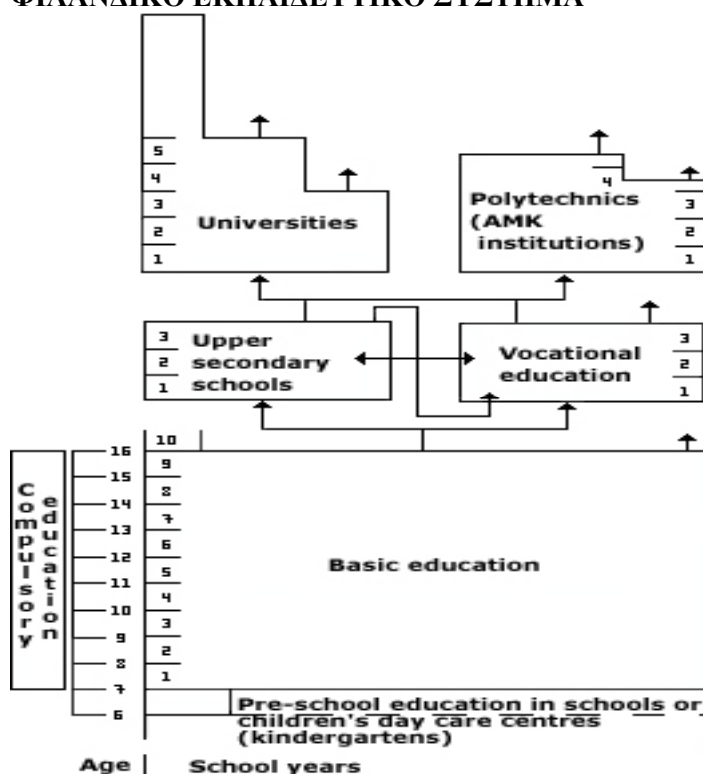 ΦΙΛΑΝΔΙΚΟ ΕΚΠΑΙΔΕΥΤΙΚΟ ΣΥΣΤΗΜΑ
5
4
3
2
1
Universities
4
Polytechnics
(AMK
institutions)
3
2
1
3
2
1
Upper
secondary
schools
Vocational
education
3
2
1
Compulsory
education
16
15
14
13
12
11
10
9
8
7
6
10
9
8
7
6
5
4
3
2
1
Basic education
Pre-school education in schools or
children's day care centres
(kindergartens)
Age
School years